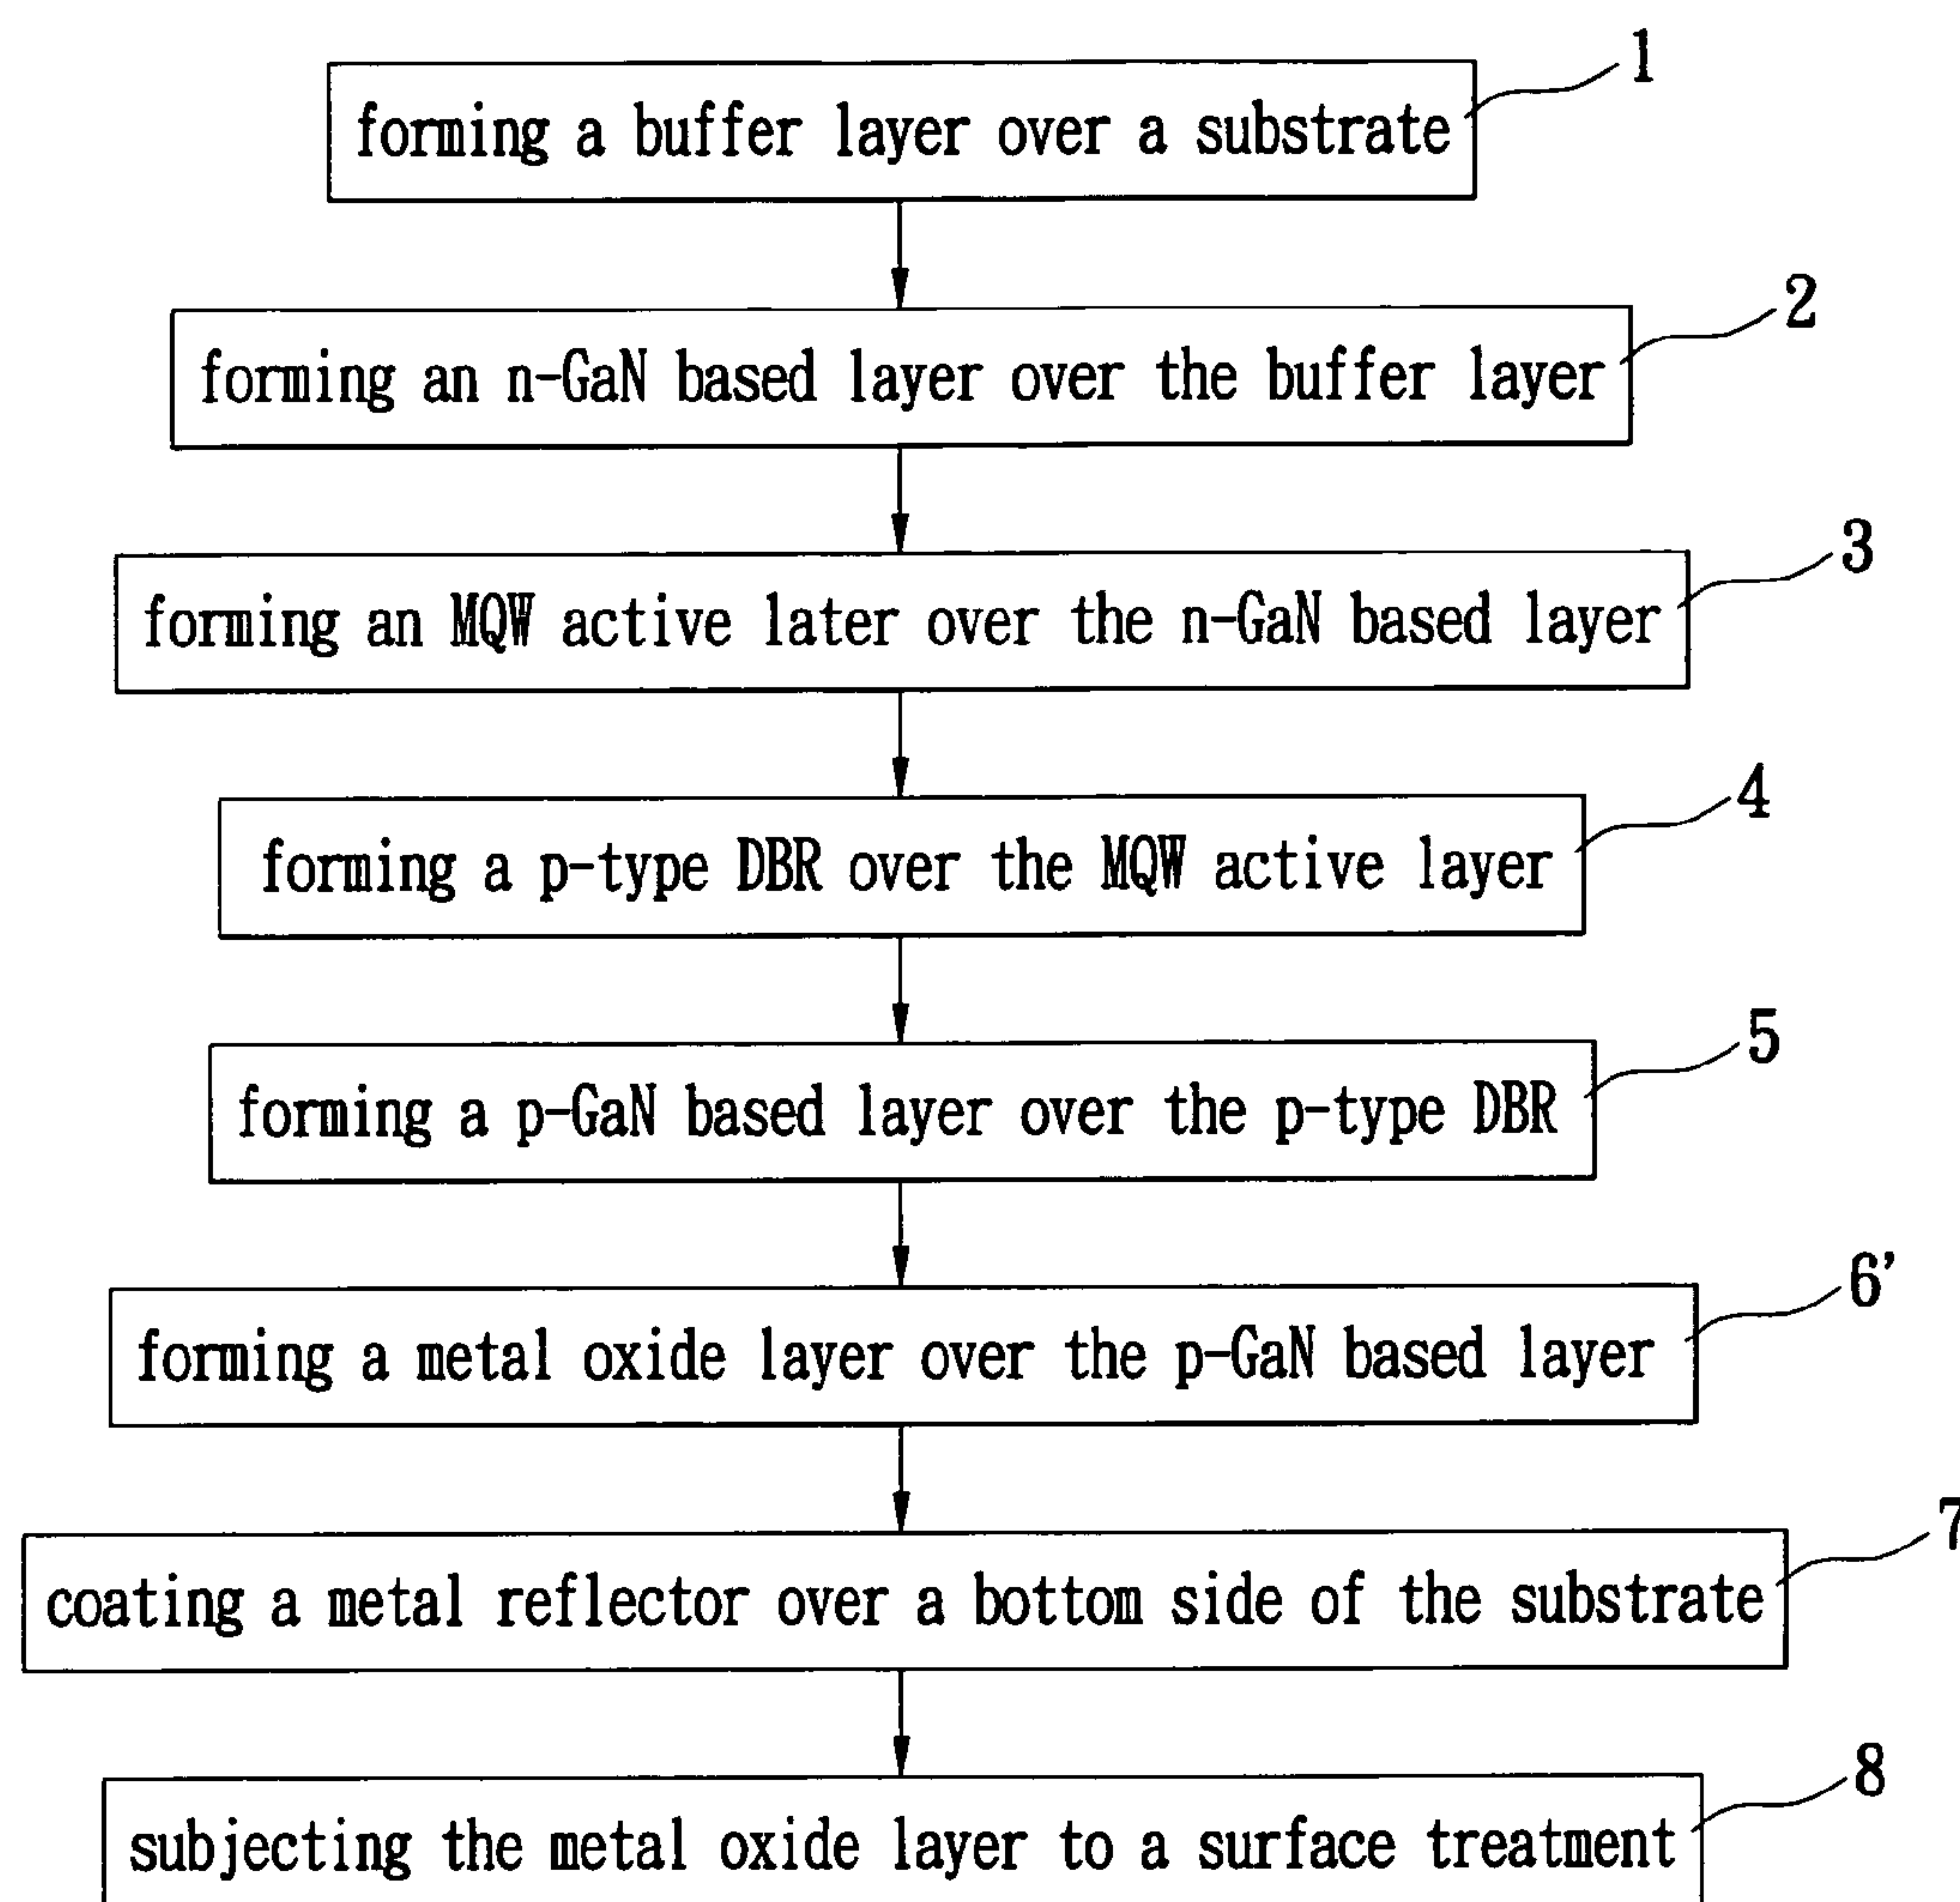 1
forming a buffer layer over a substrate
2
forming an n-GaN based layer over the buffer layer
3
forming an MQW active later over the n-GaN based layer
4
forming a p-type DBR over the MQW active layer
5
forming a p-GaN based layer over the p-type DBR
6'
forming a metal oxide layer over the p-GaN based layer
7
coating a metal reflector over a bottom side of the substrate
8
subjecting the metal oxide layer to a surface treatment